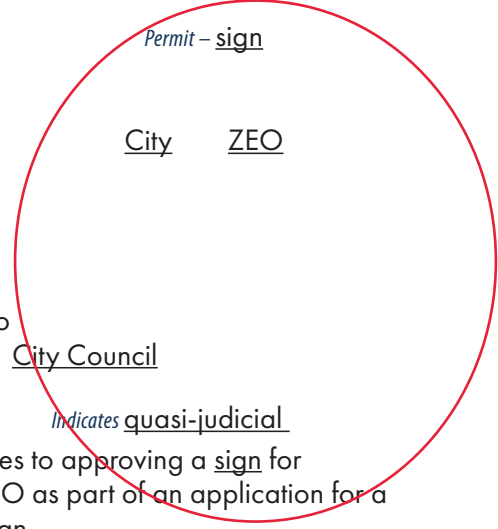 Permit – sign
City ZEO
o
City Council
Indicates quasi-judicial
es to approving a sign for
O as part of an application for a